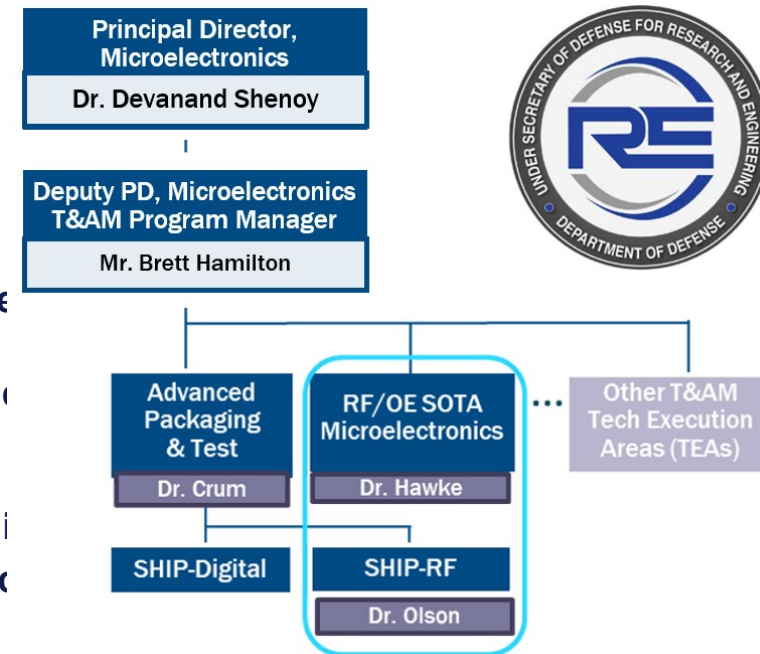 Principal Director,
Microelectronics
Dr. Devanand Shenoy
UNDER SECRETARY OF DEFENSE FOR RESEARCH AND ENGINEERING
RE
DEPARTMENT OF DEFENSE
Deputy PD, Microelectronics
T&AM Program Manager
Mr. Brett Hamilton
Advanced
Packaging
& Test
Dr. Crum
RF/OE SOTA
Microelectronics
Dr. Hawke
...
Other T&AM
Tech Execution
Areas (TEAs)
SHIP-Digital
SHIP-RF
Dr. Olson